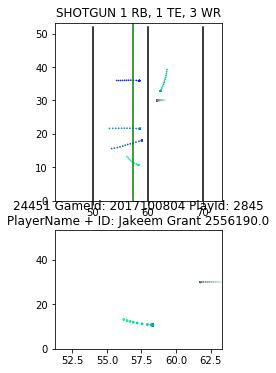 SHOTGUN 1 RB, 1 TE, 3 WR
50
40
30
20
10
0
50 60 70
24451 GameId: 2017100804 PlayId: 2845
PlayerName + ID: Jakeem Grant 2556190.0
40
20
0
52.5 55.0 57.5 60.0 62.5